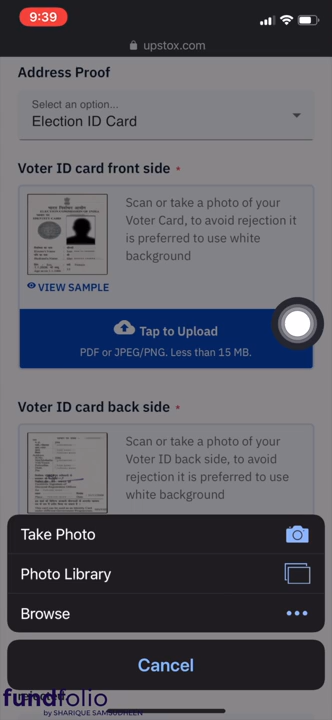 9:39
upstox.com
Address Proof
Select an option...
Election ID Card
Voter ID card front side *
Scan or take a photo of your
Voter Card, to avoid rejection it
is preferred to use white
background
VIEW SAMPLE
Tap to Upload
PDF or JPEG/PNG. Less than 15 MB.
Voter ID card back side *
Scan or take a photo of your
Voter ID back side, to avoid
rejection it is preferred to use
white background
Take Photo
Photo Library
Browse
Cancel
fundfolio
by SHARIQUE SAMSUDHEEN